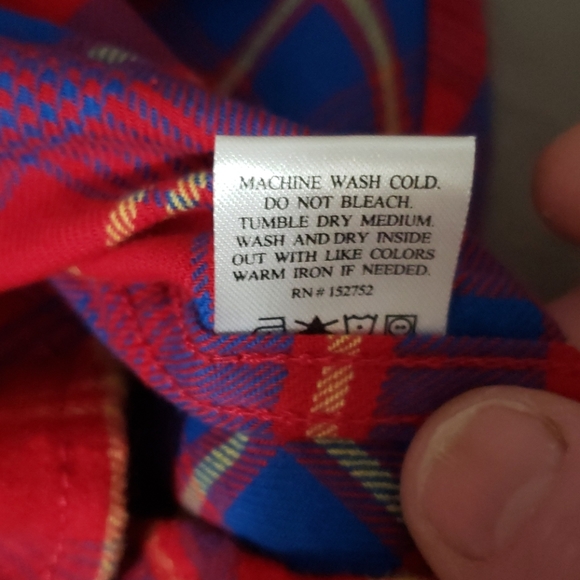 MACHINE WASH COLD.
DO NOT BLEACH.
TUMBLE DRY MEDIUM.
WASH AND DRY INSIDE
OUT WITH LIKE COLORS
WARM IRON IF NEEDED.
RN # 152752